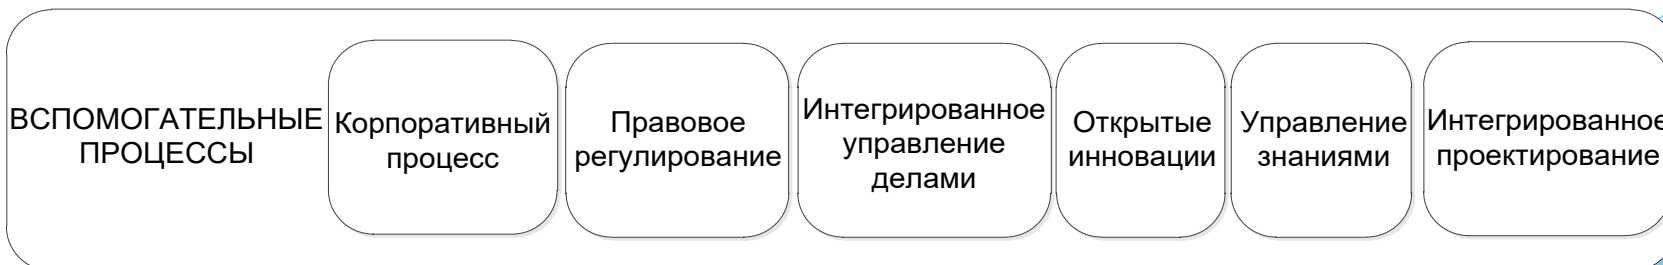 ВСПОМОГАТЕЛЬНЫЕ
ПРОЦЕССЫ
Корпоративный
процесс
Правовое
регулирование
Интегрированное
управление
делами
Открытые
инновации
Управление
знаниями
Интегрированное
проектирование